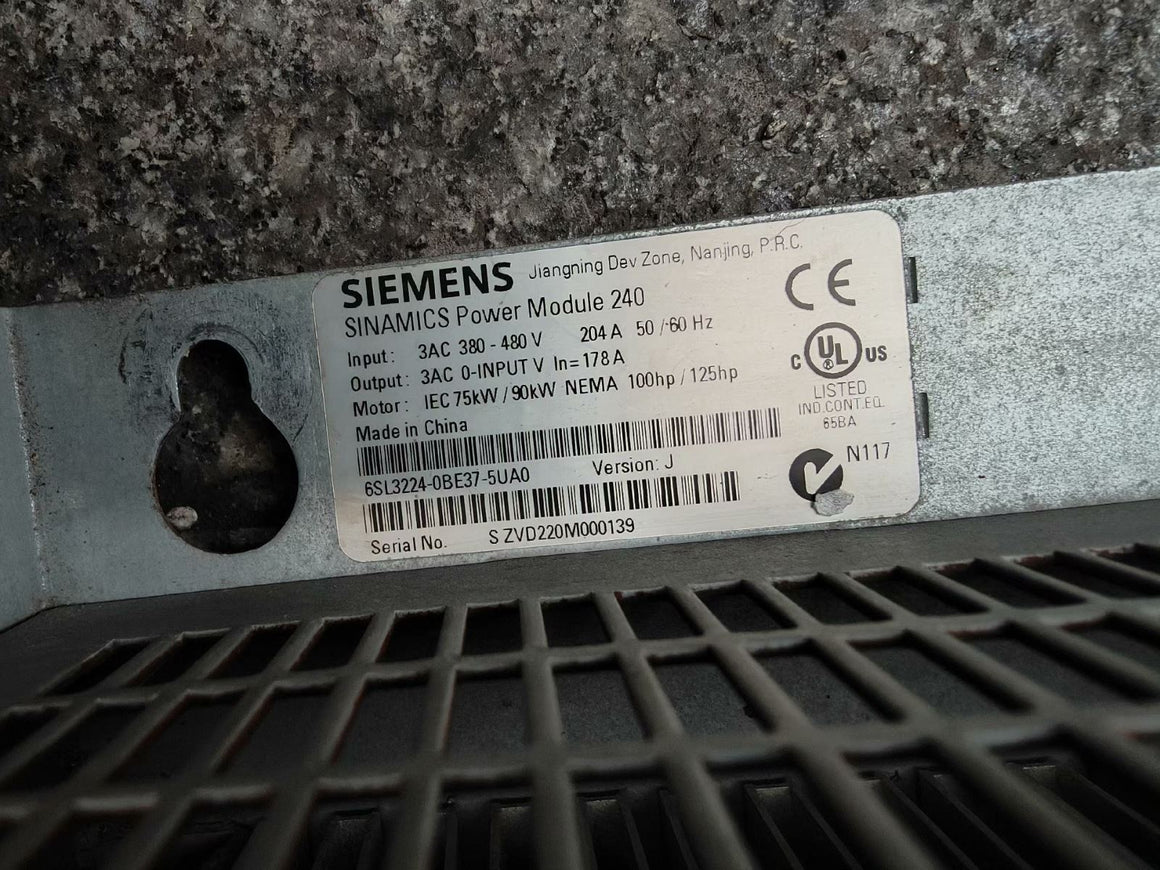 SIEMENS Jiangning Dev Zone, Nanjing, P.R.C.
SINAMICS Power Module 240
Input: 3AC 380 - 480 V 204 A 50 / 60 Hz
Output: 3AC 0-INPUT V In=178 A
Motor: IEC 75kW / 90kW NEMA 100hp / 125hp
Made in China
6SL3224-0BE37-5UA0 Version: J
Serial No. S ZVD220M000139
CE
C UL ® US
LISTED
IND.CONT.EQ.
65BA
N117